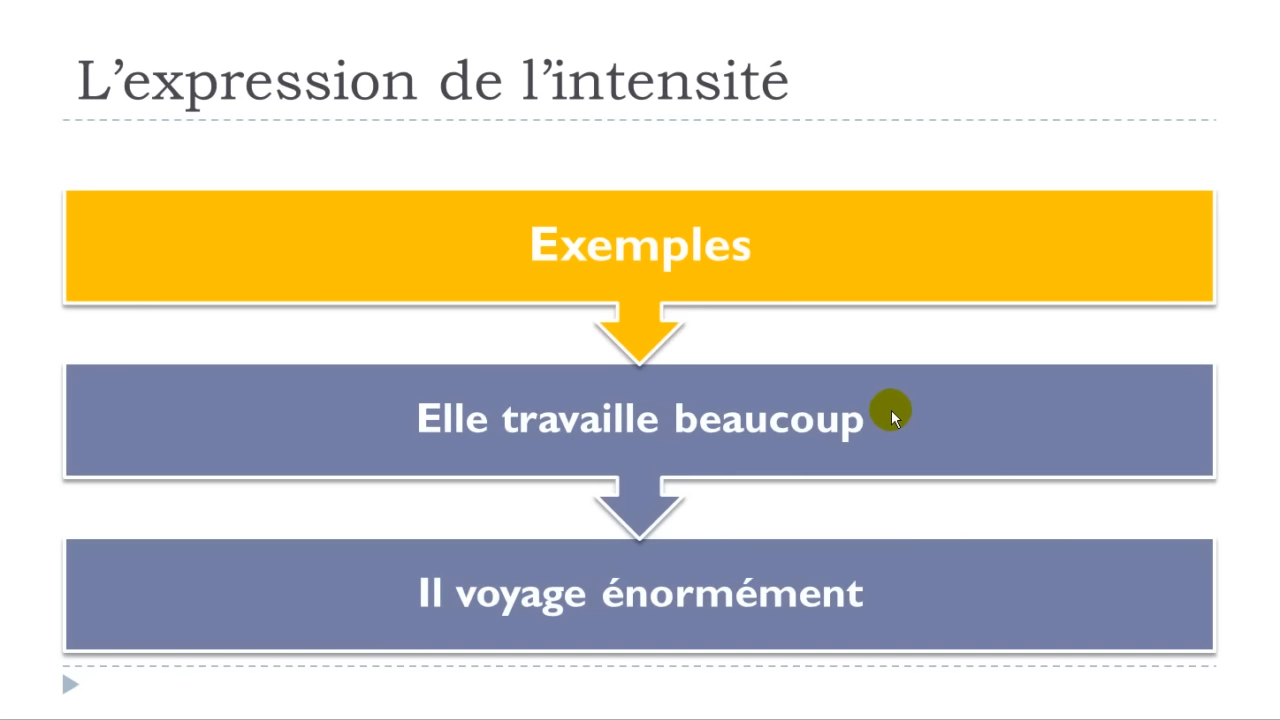 L’expression de l’intensité
Exemples
Elle travaille beaucoup
Il voyage énormément